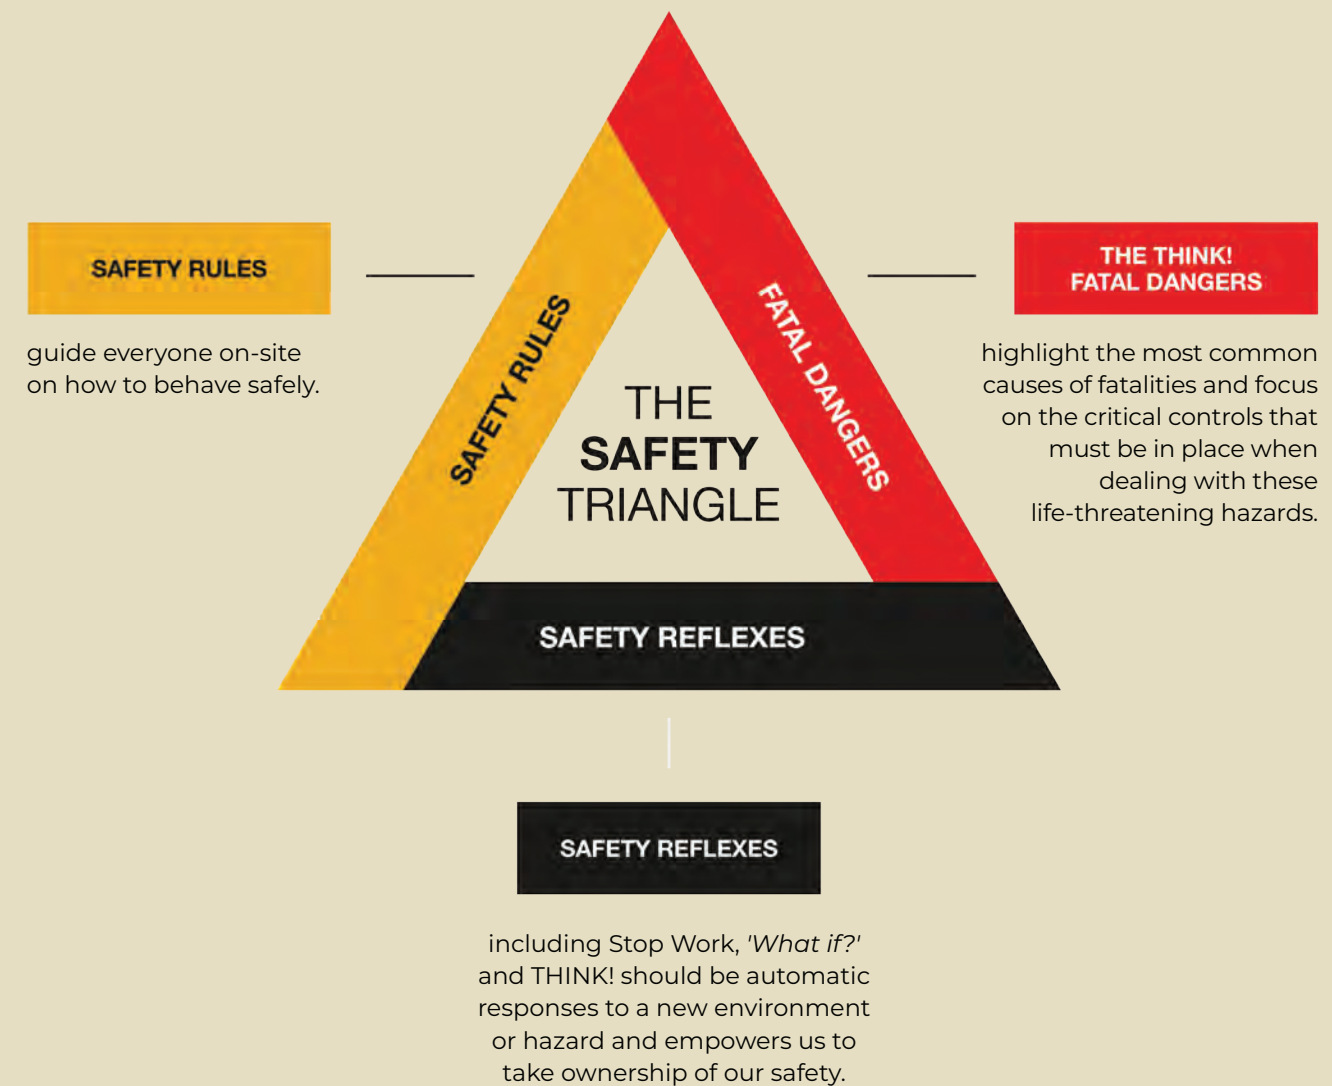 SAFETY RULES
guide everyone on-site
on how to behave safely.
SAFETY RULES
THE
SAFETY
TRIANGLE
FATAL DANGERS
SAFETY REFLEXES
THE THINK!
FATAL DANGERS
highlight the most common
causes of fatalities and focus
on the critical controls that
must be in place when
dealing with these
life-threatening hazards.
SAFETY REFLEXES
including Stop Work, 'What if?'
and THINK! should be automatic
responses to a new environment
or hazard and empowers us to
take ownership of our safety.